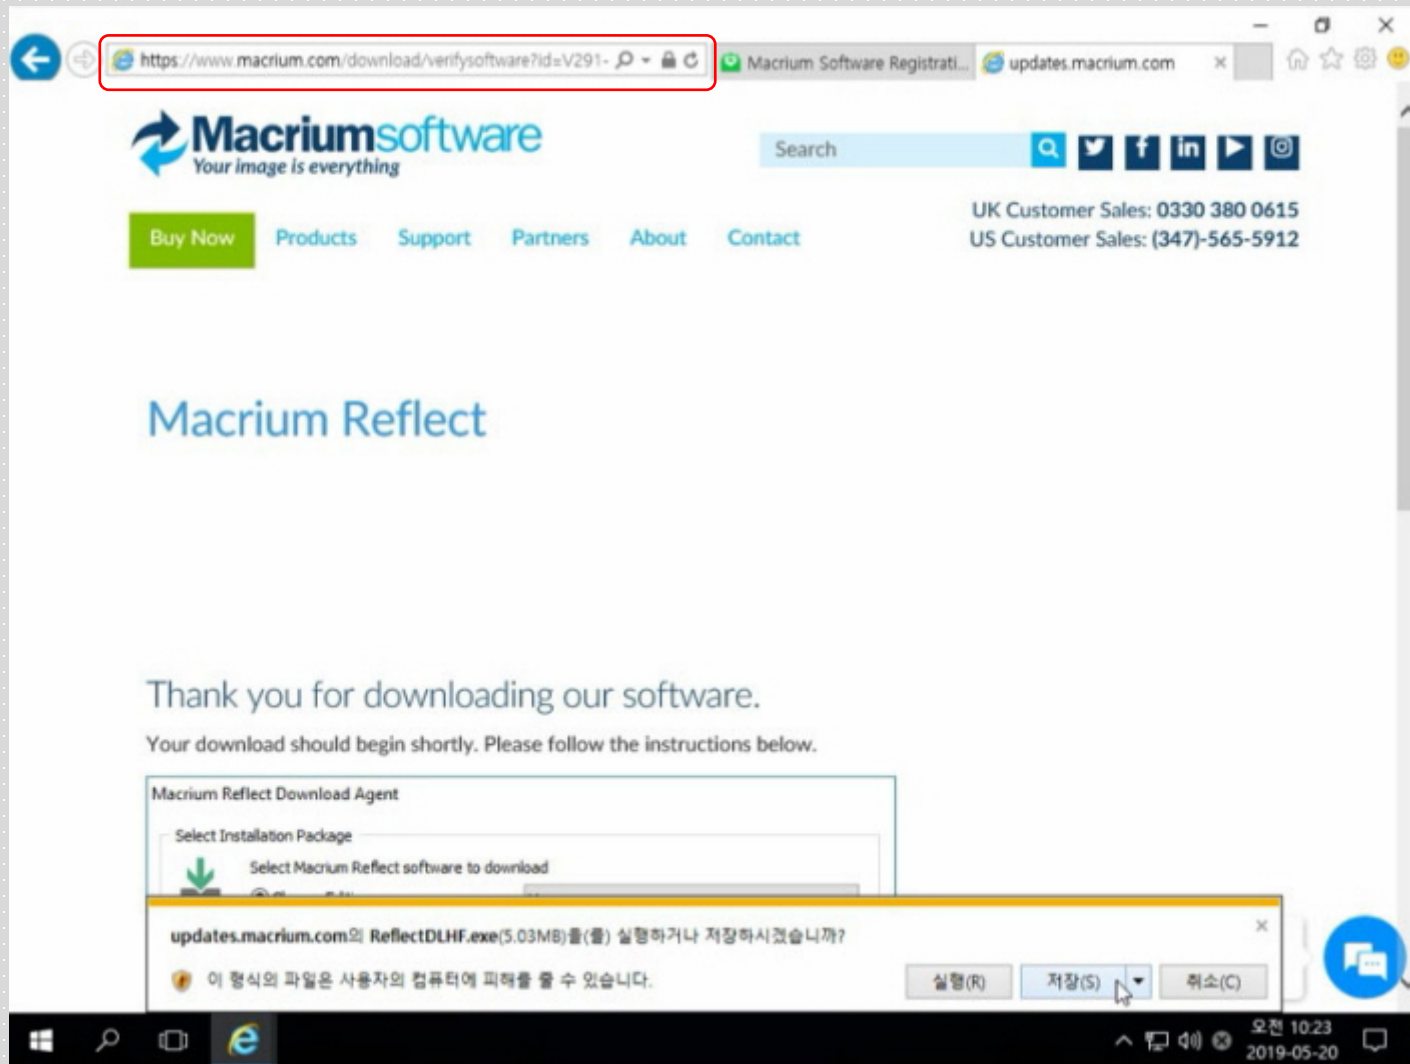 https://www.macrium.com/download/verifysoftware?id=V291-
Macrium Software Registrati...
updates.macrium.com
Macriumsoftware
Your image is everything
Search
UK Customer Sales: 0330 380 0615
US Customer Sales: (347)-565-5912
Buy Now Products Support Partners About Contact
Macrium Reflect
Thank you for downloading our software.
Your download should begin shortly. Please follow the instructions below.
Macrium Reflect Download Agent
Select Installation Package
Select Macrium Reflect software to download
updates.macrium.com의 ReflectDLHF.exe(5.03MB)을(를) 실행하거나 저장하시겠습니까?
이 형식의 파일은 사용자의 컴퓨터에 피해를 줄 수 있습니다.
실행(R) 저장(S) 취소(C)
오전 10:23
2019-05-20